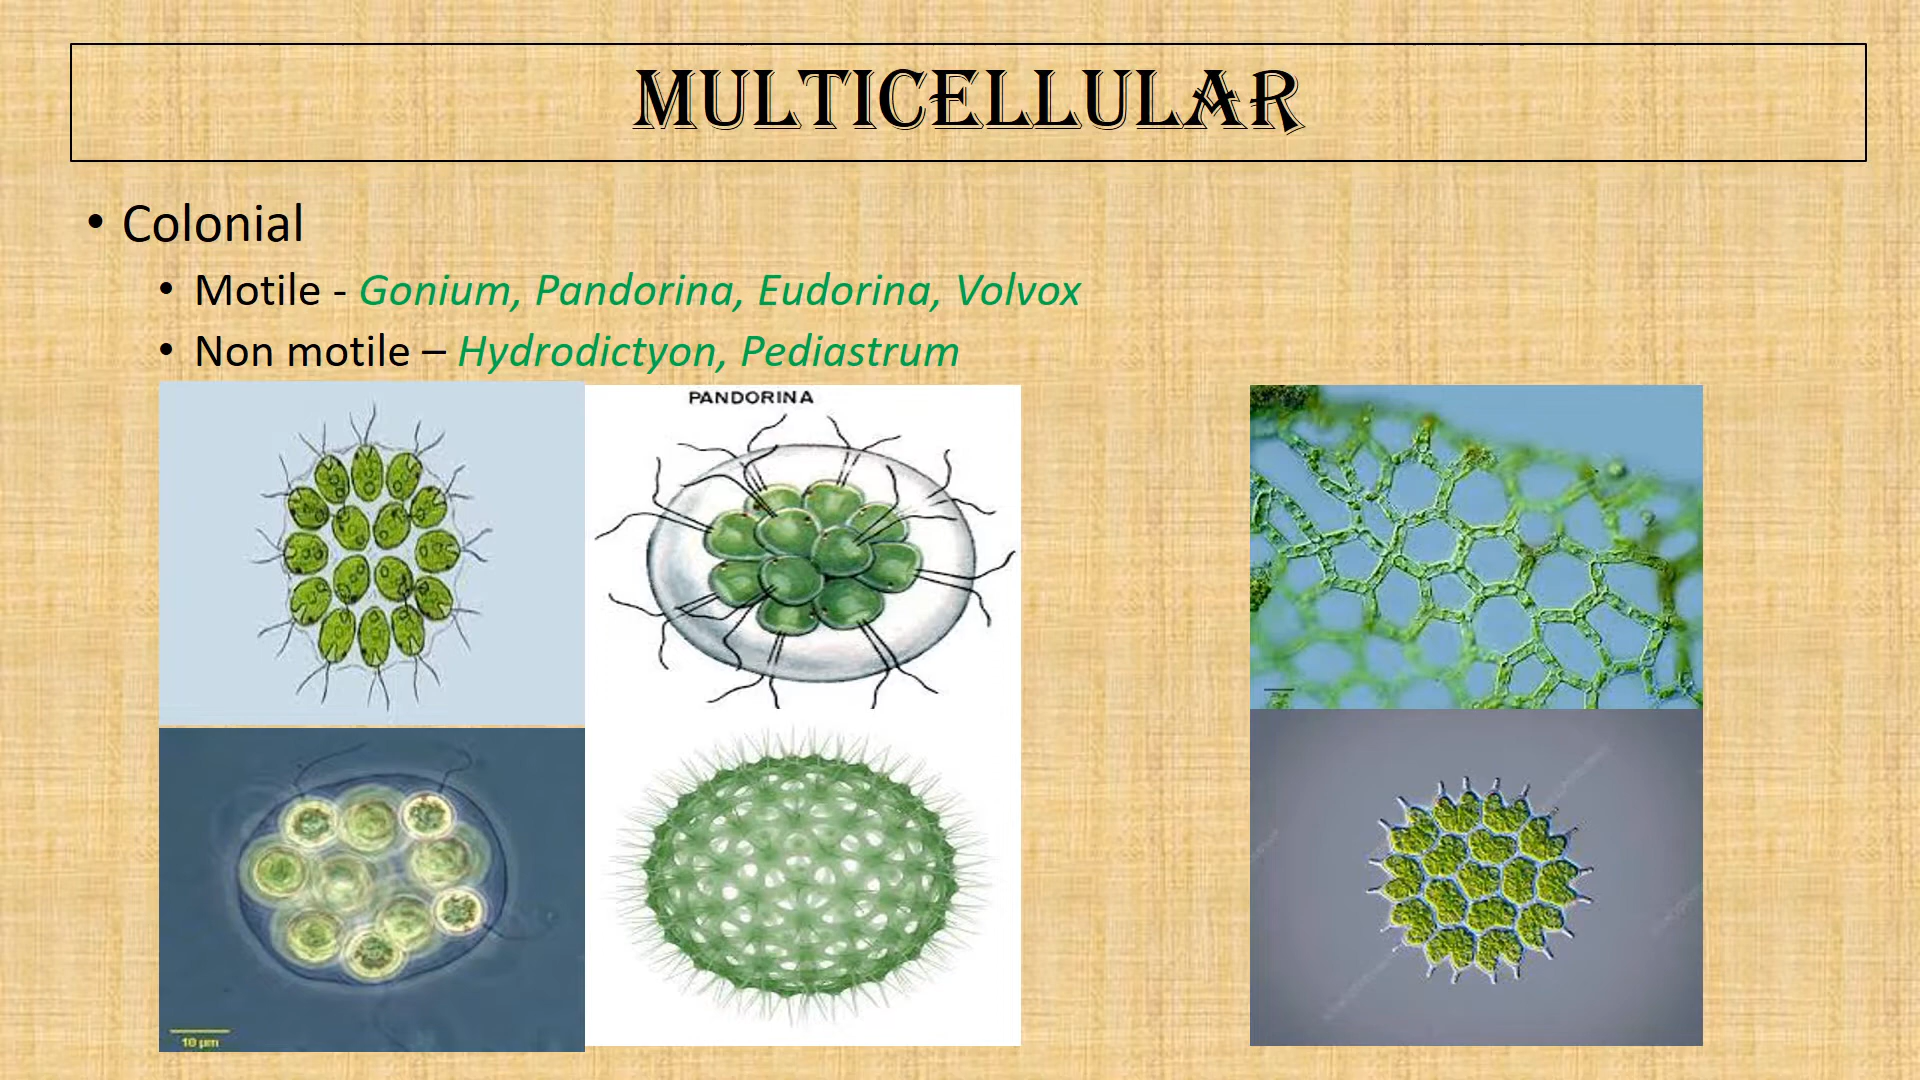 MULTICELLULAR
• Colonial
• Motile - Gonium, Pandorina, Eudorina, Volvox
• Non motile – Hydrodictyon, Pediastrum
PANDORINA
10 µm